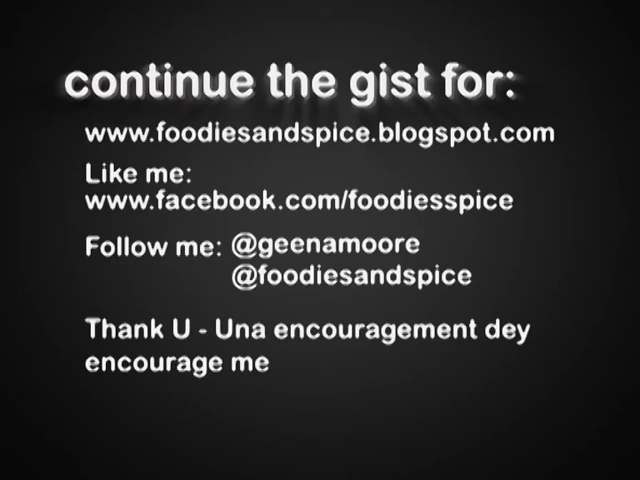 continue the gist for:
www.foodiesandspice.blogspot.com
Like me:
www.facebook.com/foodiesspice
Follow me: @geenamoore
@foodiesandspice
Thank U - Una encouragement dey
encourage me